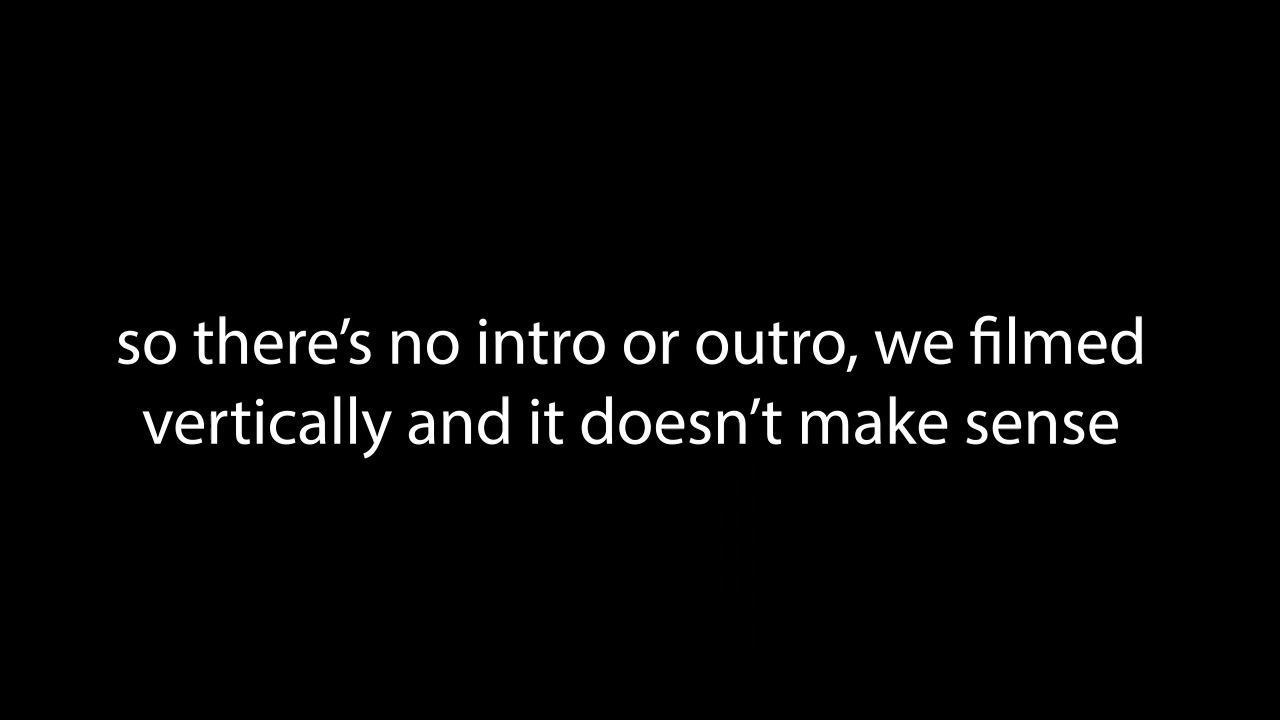 so there’s no intro or outro, we filmed
vertically and it doesn’t make sense